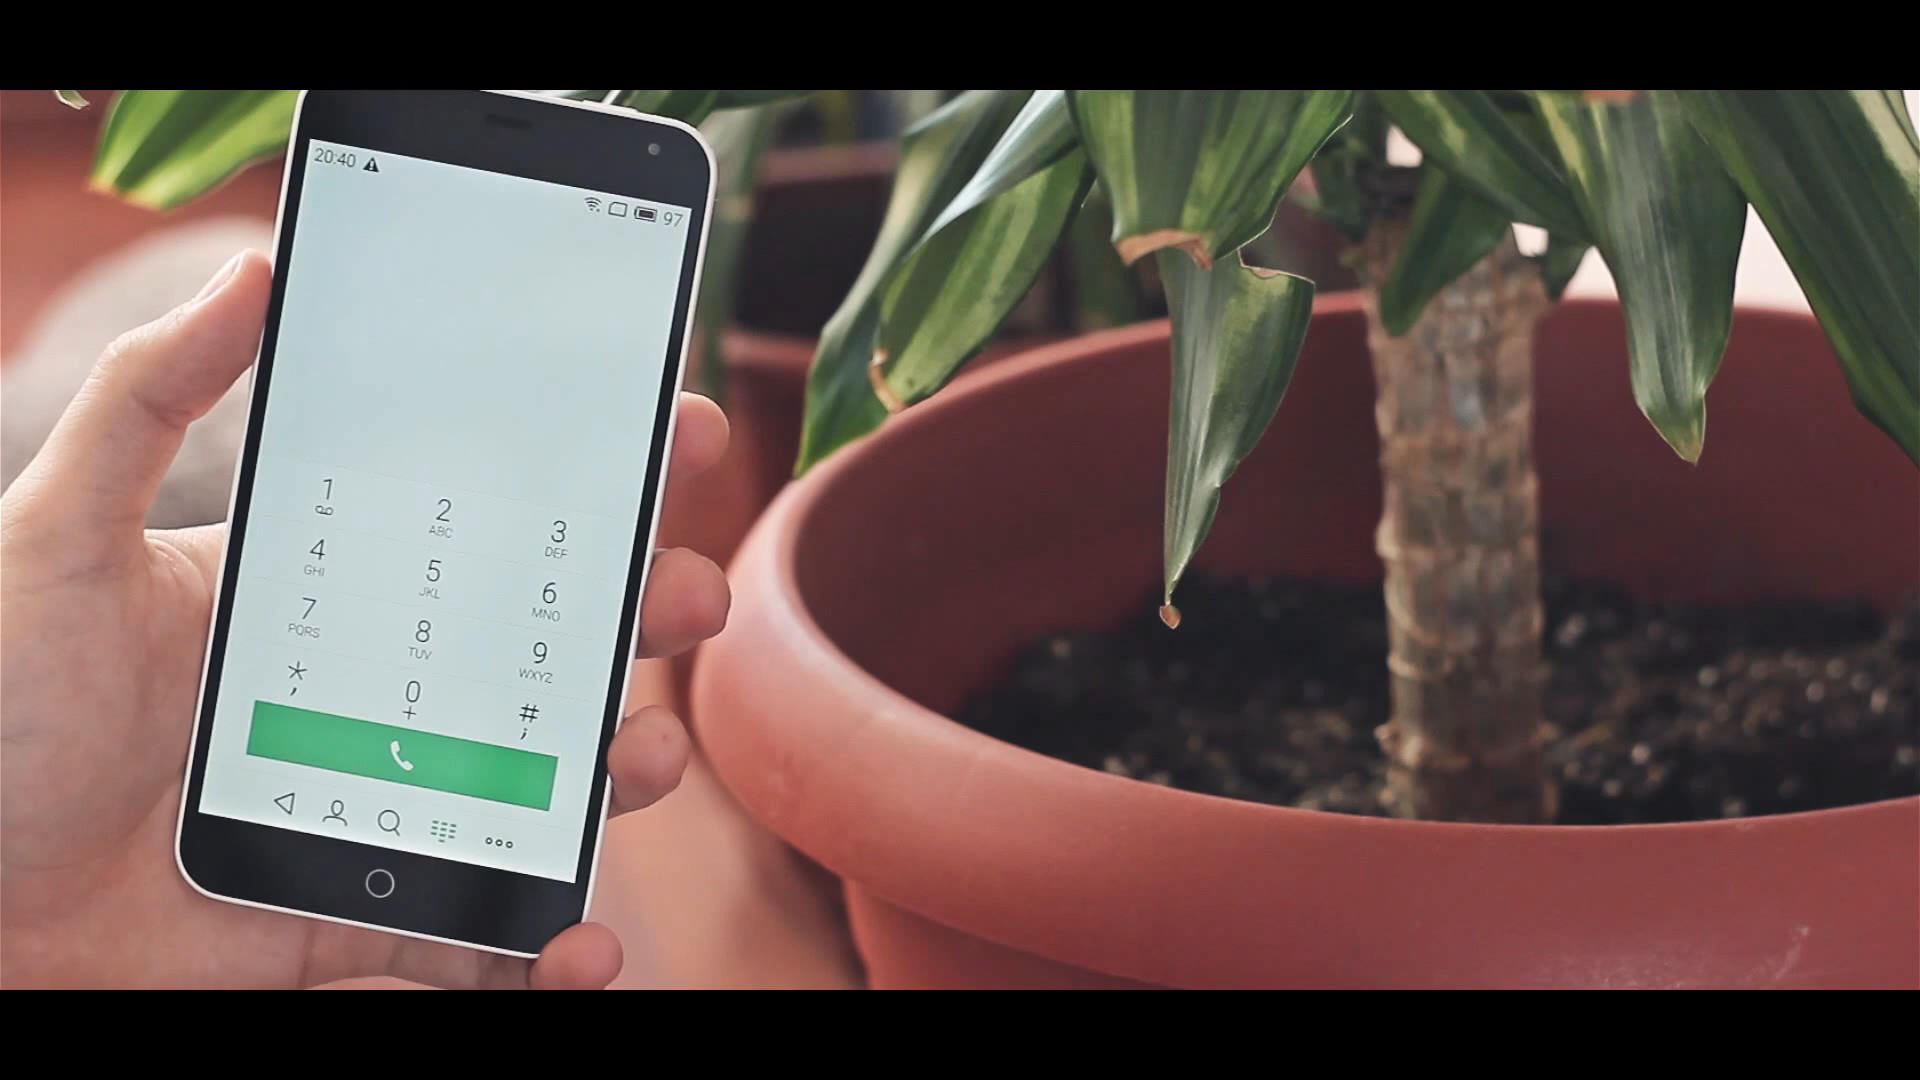 20:40
97
1 2 3
ABC DEF
4 5 6
GHI JKL MNO
7 8 9
PQRS TUV WXYZ
* 0 #
, + ;